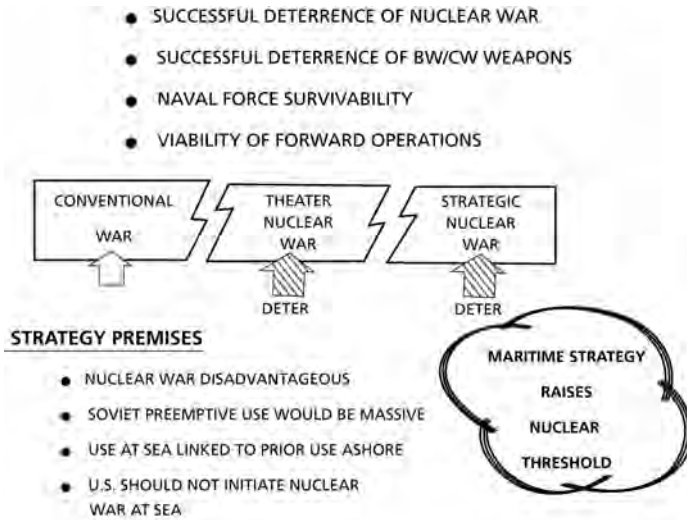 SUCCESSFUL DETERRENCE OF NUCLEAR WAR
SUCCESSFUL DETERRENCE OF BW/CW WEAPONS
NAVAL FORCE SURVIVABILITY
VIABILITY OF FORWARD OPERATIONS
CONVENTIONAL
WAR
THEATER
NUCLEAR
WAR
STRATEGIC
NUCLEAR
WAR
DETER
DETER
STRATEGY PREMISES
NUCLEAR WAR DISADVANTAGEOUS
SOVIET PREEMPTIVE USE WOULD BE MASSIVE
USE AT SEA LINKED TO PRIOR USE ASHORE
U.S. SHOULD NOT INITIATE NUCLEAR
WAR AT SEA
MARITIME STRATEGY
RAISES
NUCLEAR
THRESHOLD